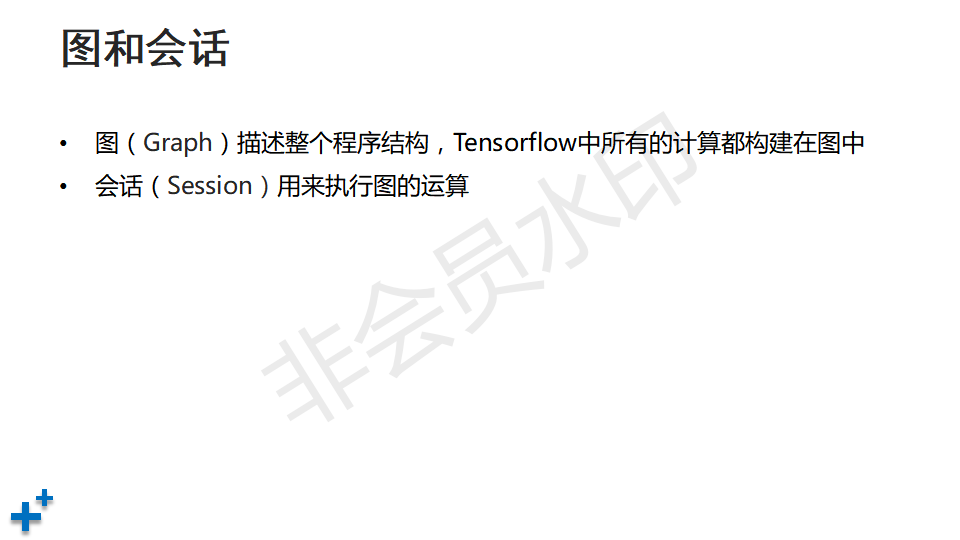 图和会话
• 图（Graph）描述整个程序结构，Tensorflow中所有的计算都构建在图中
• 会话（Session）用来执行图的运算
非会员水印